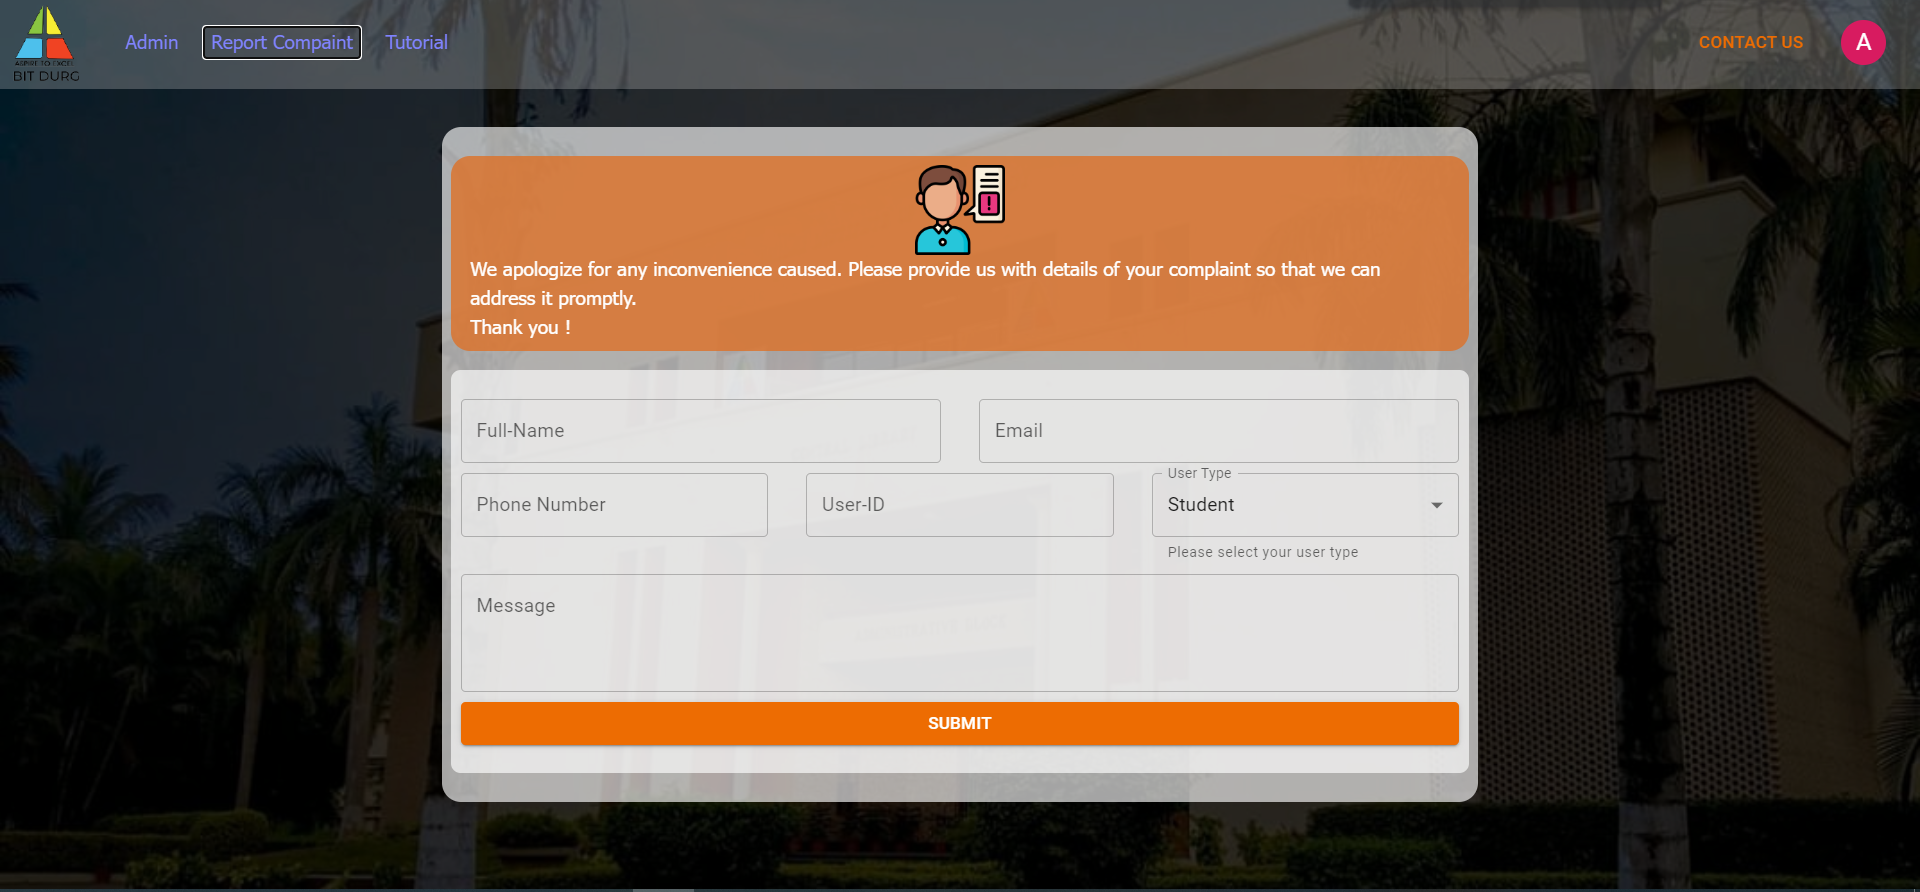 ASPIRE TO EXCEL
BIT DURG
Admin
Report Compaint
Tutorial
CONTACT US
A
We apologize for any inconvenience caused. Please provide us with details of your complaint so that we can
address it promptly.
Thank you !
Full-Name
Email
Phone Number
User-ID
User Type
Student
Please select your user type
Message
SUBMIT